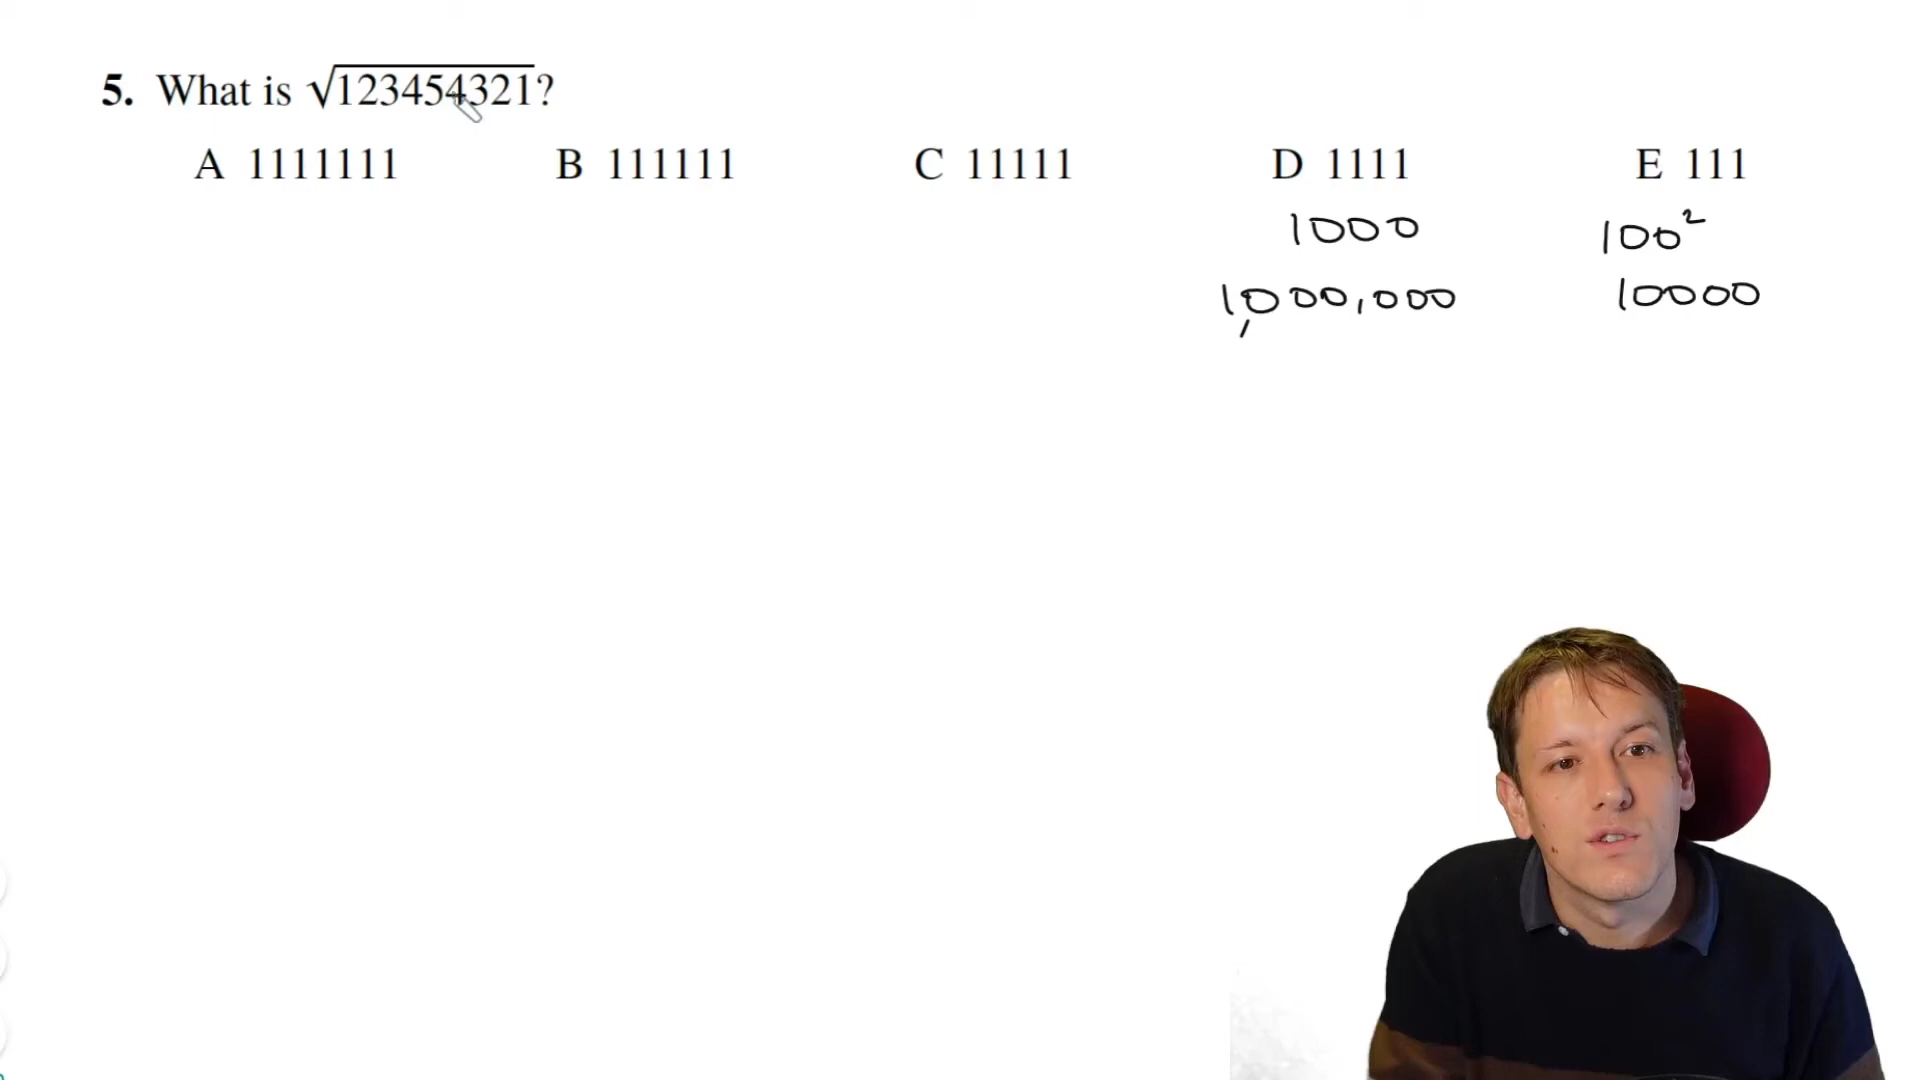 5. What is √123454321?
A 1111111 B 111111 C 11111 D 1111 E 111
1000 100²
1,000,000 10000